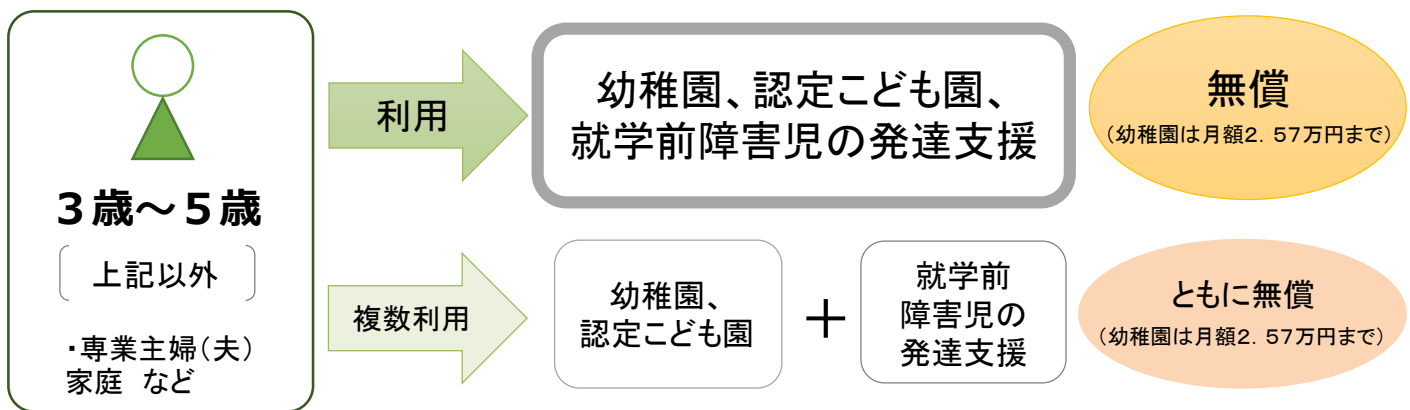 3歳～5歳
上記以外
・専業主婦(夫)
家庭 など
利用
幼稚園、認定こども園、
就学前障害児の発達支援
無償
(幼稚園は月額2．57万円まで)
複数利用
幼稚園、
認定こども園
＋
就学前
障害児の
発達支援
ともに無償
(幼稚園は月額2．57万円まで)